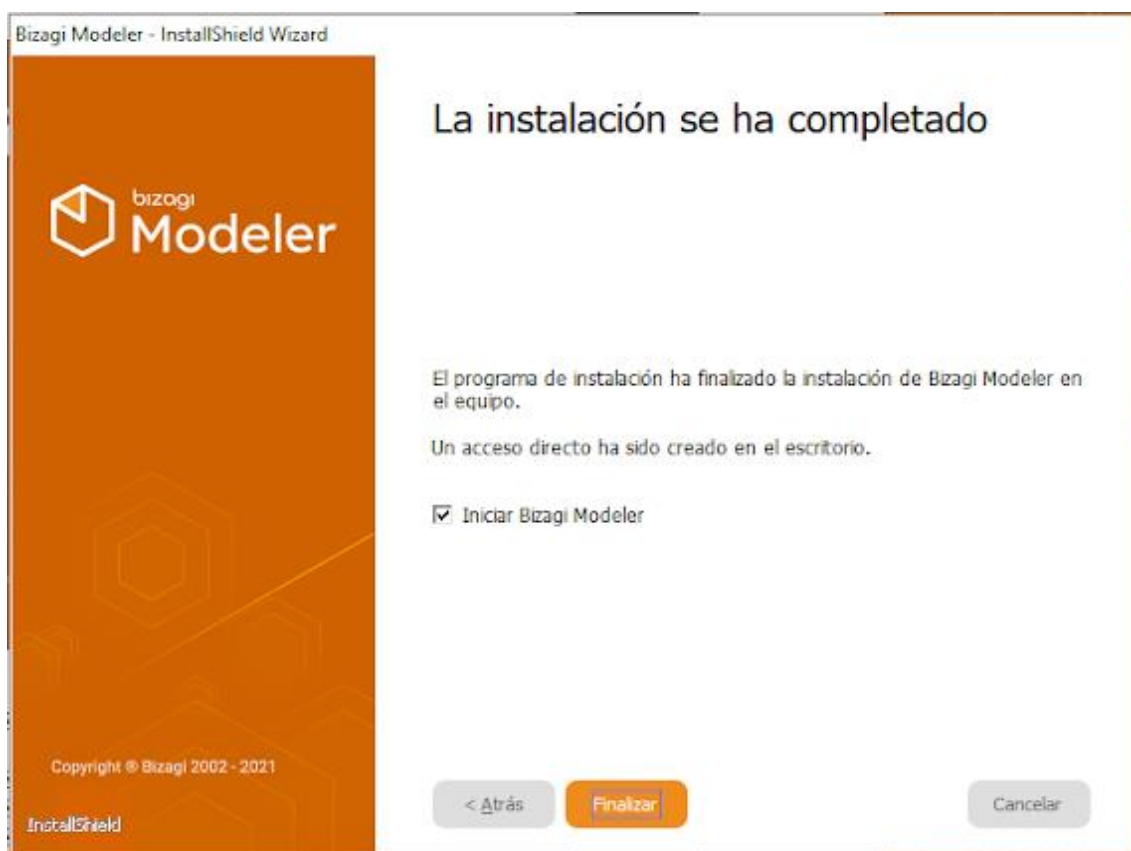 Bizagi Modeler - InstallShield Wizard
La instalación se ha completado
bizagi
Modeler
El programa de instalación ha finalizado la instalación de Bizagi Modeler en
el equipo.
Un acceso directo ha sido creado en el escritorio.
Iniciar Bizagi Modeler
Copyright ® Bizagi 2002 - 2021
InstallShield
< Atrás
Finalizar
Cancelar